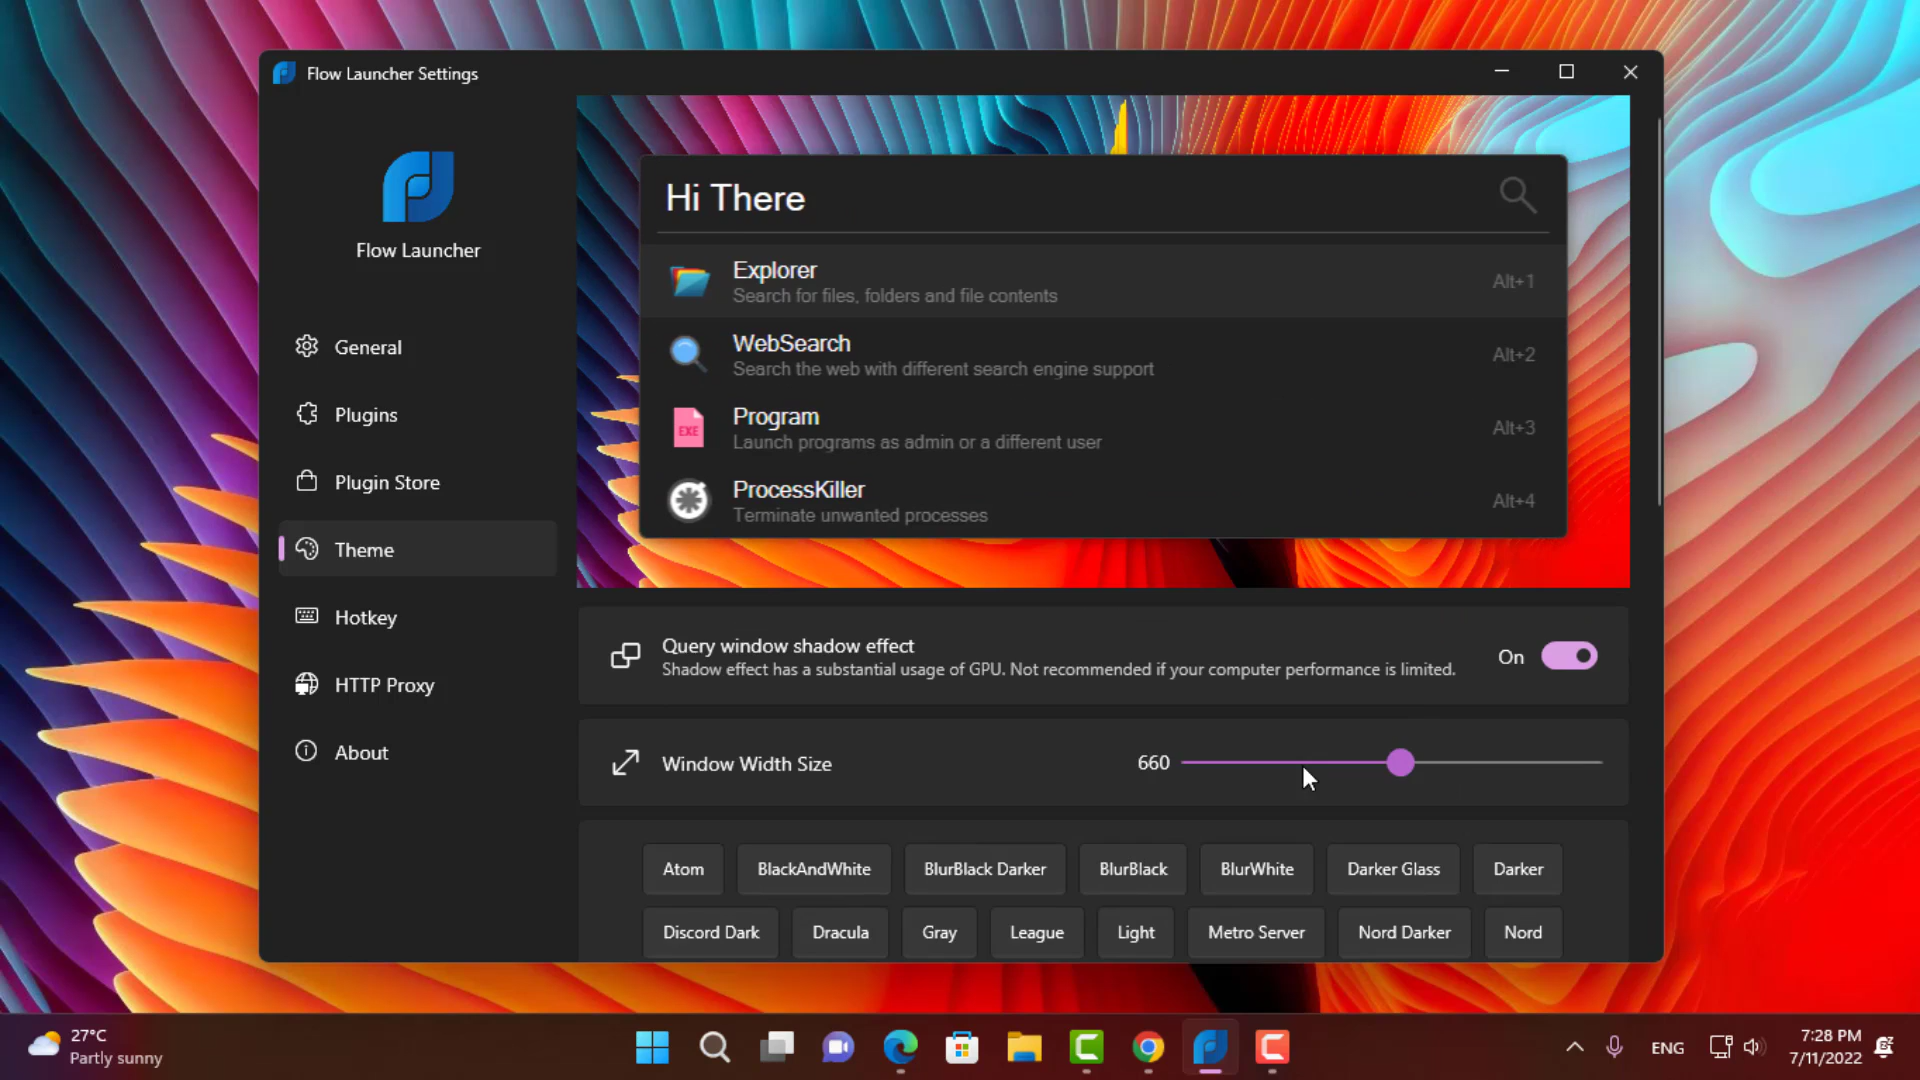 Flow Launcher Settings
Flow Launcher
General
Plugins
Plugin Store
Theme
Hotkey
HTTP Proxy
About
Hi There
Explorer
Search for files, folders and file contents
Alt+1
WebSearch
Search the web with different search engine support
Alt+2
EXE
Program
Launch programs as admin or a different user
Alt+3
ProcessKiller
Terminate unwanted processes
Alt+4
Query window shadow effect
Shadow effect has a substantial usage of GPU. Not recommended if your computer performance is limited.
On
Window Width Size
660
Atom BlackAndWhite BlurBlack Darker BlurBlack BlurWhite Darker Glass Darker
Discord Dark Dracula Gray League Light Metro Server Nord Darker Nord
27°C
Partly sunny
ENG
7:28 PM
7/11/2022